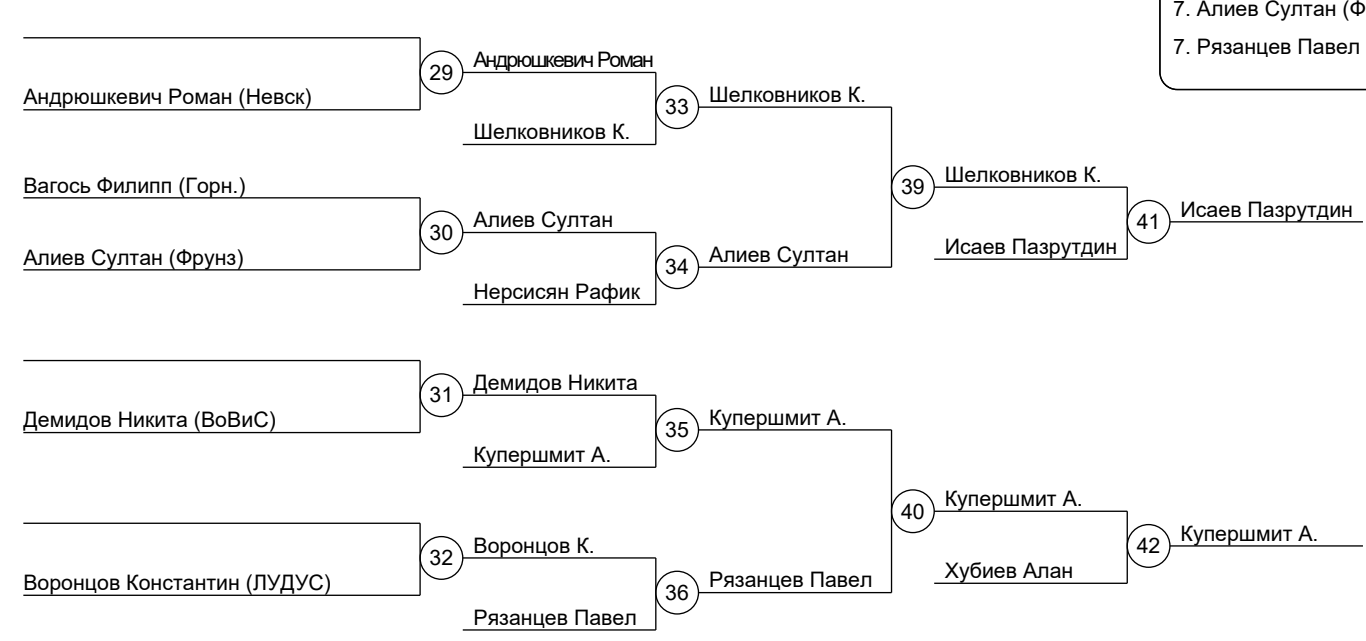 7. Алиев Султан (Ф
7. Рязанцев Павел
29
Андрюшкевич Роман
Андрюшкевич Роман (Невск)
33
Шелковников К.
Шелковников К.
Вагось Филипп (Горн.)
39
Шелковников К.
30
Алиев Султан
41
Исаев Пазрутдин
Алиев Султан (Фрунз)
34
Алиев Султан
Исаев Пазрутдин
Нерсисян Рафик
31
Демидов Никита
Демидов Никита (ВоВиС)
35
Купершмит А.
Купершмит А.
40
Купершмит А.
32
Воронцов К.
42
Купершмит А.
Воронцов Константин (ЛУДУС)
36
Рязанцев Павел
Хубиев Алан
Рязанцев Павел